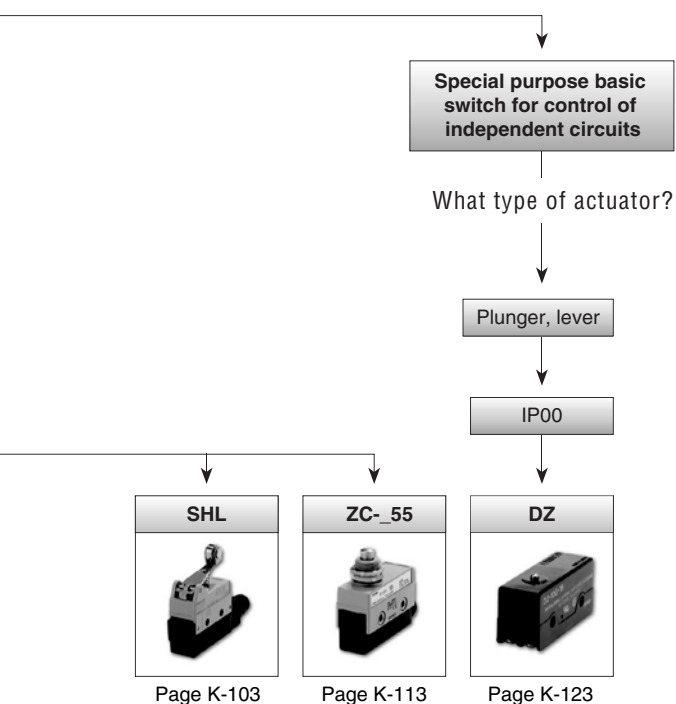 Special purpose basic
switch for control of
independent circuits
What type of actuator?
Plunger, lever
IP00
SHL
ZC-_55
DZ
Page K-103
Page K-113
Page K-123